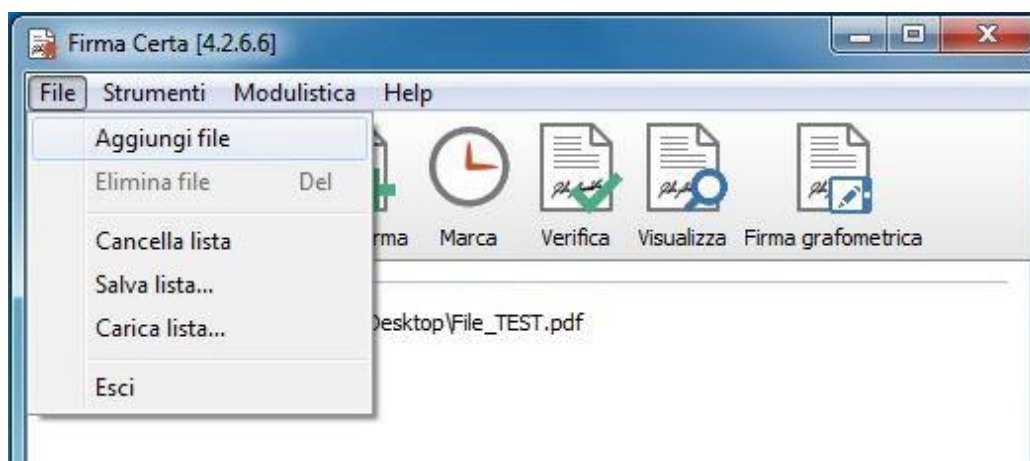 Firma Certa [4.2.6.6]
File Strumenti Modulistica Help
Aggiungi file
Elimina file Del
Cancella lista
Salva lista...
Carica lista...
Esci
rma Marca Verifica Visualizza Firma grafometrica
Desktop\File_TEST.pdf